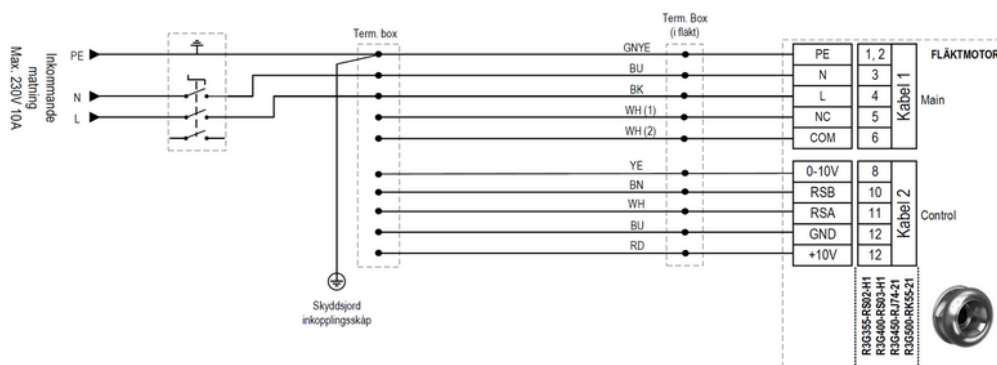 Inkommande
matning
Max. 230V 10A
PE
N
L
Term. box
Skyddsjord
inkopplingsskåp
Term. Box
(i fläkt)
GNYE
BU
BK
WH (1)
WH (2)
YE
BN
WH
BU
RD
PE 1, 2
N 3
L 4
NC 5
COM 6
Kabel 1
Main
FLÄKTMOTOR
0-10V 8
RSB 10
RSA 11
GND 12
+10V 12
Kabel 2
Control
R3G355-RS02-H1
R3G400-RS03-H1
R3G450-RJ74-21
R3G500-RK55-21